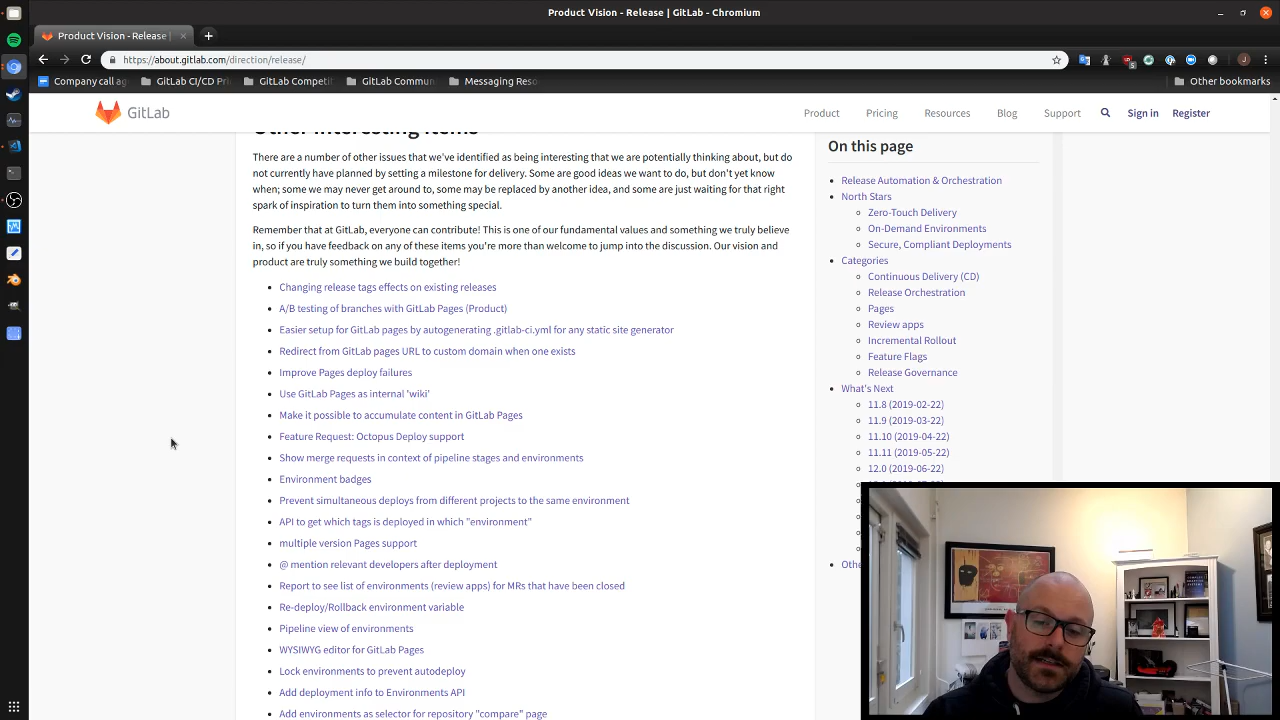 Product Vision - Release | GitLab - Chromium
Product Vision - Release |
https://about.gitlab.com/direction/release/
Company call ag
GitLab CI/CD Pri
GitLab Competi
GitLab Commun
Messaging Reso
Other bookmarks
GitLab
Product
Pricing
Resources
Blog
Support
Sign in
Register
Other interesting items
There are a number of other issues that we've identified as being interesting that we are potentially thinking about, but do
not currently have planned by setting a milestone for delivery. Some are good ideas we want to do, but don't yet know
when; some we may never get around to, some may be replaced by another idea, and some are just waiting for that right
spark of inspiration to turn them into something special.
Remember that at GitLab, everyone can contribute! This is one of our fundamental values and something we truly believe
in, so if you have feedback on any of these items you're more than welcome to jump into the discussion. Our vision and
product are truly something we build together!
Changing release tags effects on existing releases
A/B testing of branches with GitLab Pages (Product)
Easier setup for GitLab pages by autogenerating .gitlab-ci.yml for any static site generator
Redirect from GitLab pages URL to custom domain when one exists
Improve Pages deploy failures
Use GitLab Pages as internal 'wiki'
Make it possible to accumulate content in GitLab Pages
Feature Request: Octopus Deploy support
Show merge requests in context of pipeline stages and environments
Environment badges
Prevent simultaneous deploys from different projects to the same environment
API to get which tags is deployed in which "environment"
multiple version Pages support
@ mention relevant developers after deployment
Report to see list of environments (review apps) for MRs that have been closed
Re-deploy/Rollback environment variable
Pipeline view of environments
WYSIWYG editor for GitLab Pages
Lock environments to prevent autodeploy
Add deployment info to Environments API
Add environments as selector for repository "compare" page
On this page
Release Automation & Orchestration
North Stars
Zero-Touch Delivery
On-Demand Environments
Secure, Compliant Deployments
Categories
Continuous Delivery (CD)
Release Orchestration
Pages
Review apps
Incremental Rollout
Feature Flags
Release Governance
What's Next
11.8 (2019-02-22)
11.9 (2019-03-22)
11.10 (2019-04-22)
11.11 (2019-05-22)
12.0 (2019-06-22)
Othe